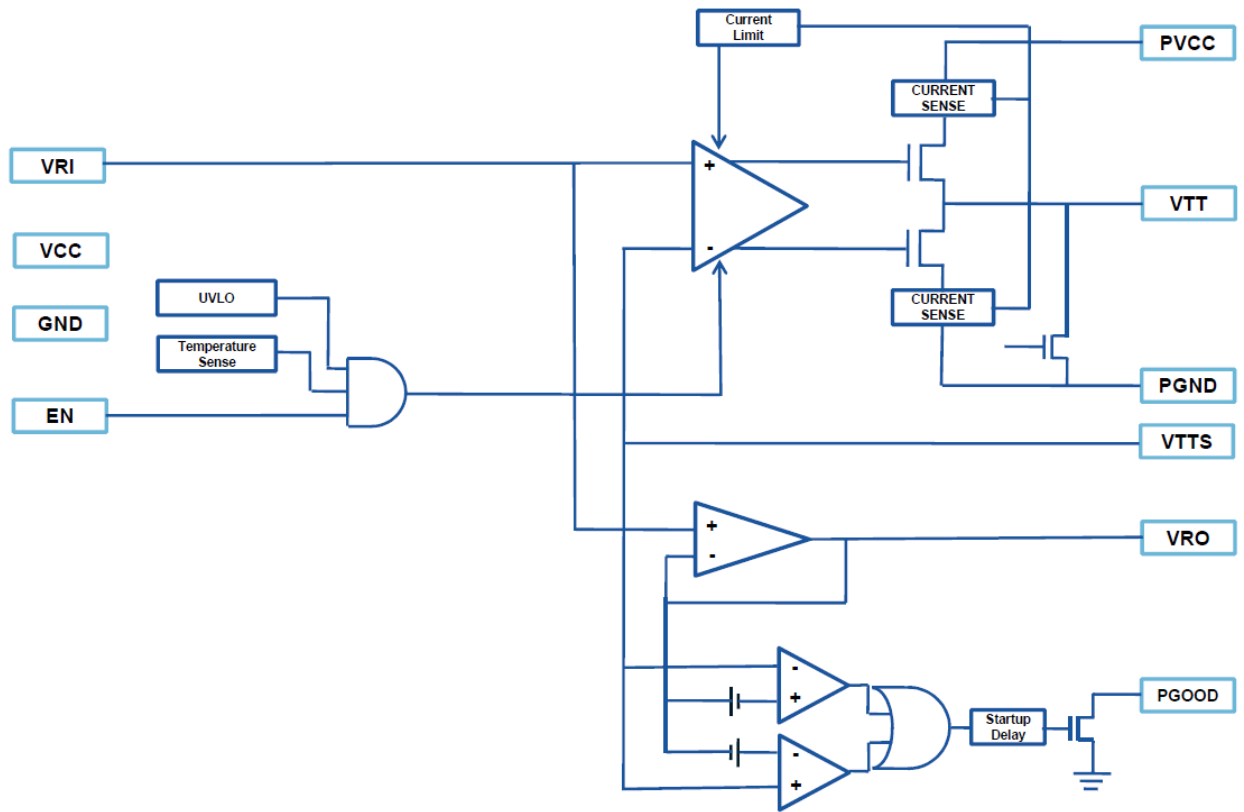 Current
Limit
PVCC
CURRENT
SENSE
VRI
+
VTT
VCC
-
UVLO
CURRENT
SENSE
GND
Temperature
Sense
PGND
EN
VTTS
+
VRO
-
-
PGOOD
+
Startup
Delay
-
+